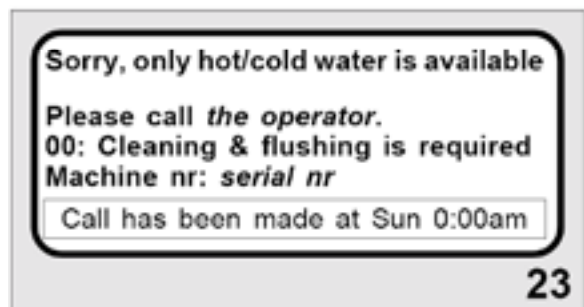 Sorry, only hot/cold water is available
Please call the operator.
00: Cleaning & flushing is required
Machine nr: serial nr
Call has been made at Sun 0:00am
23